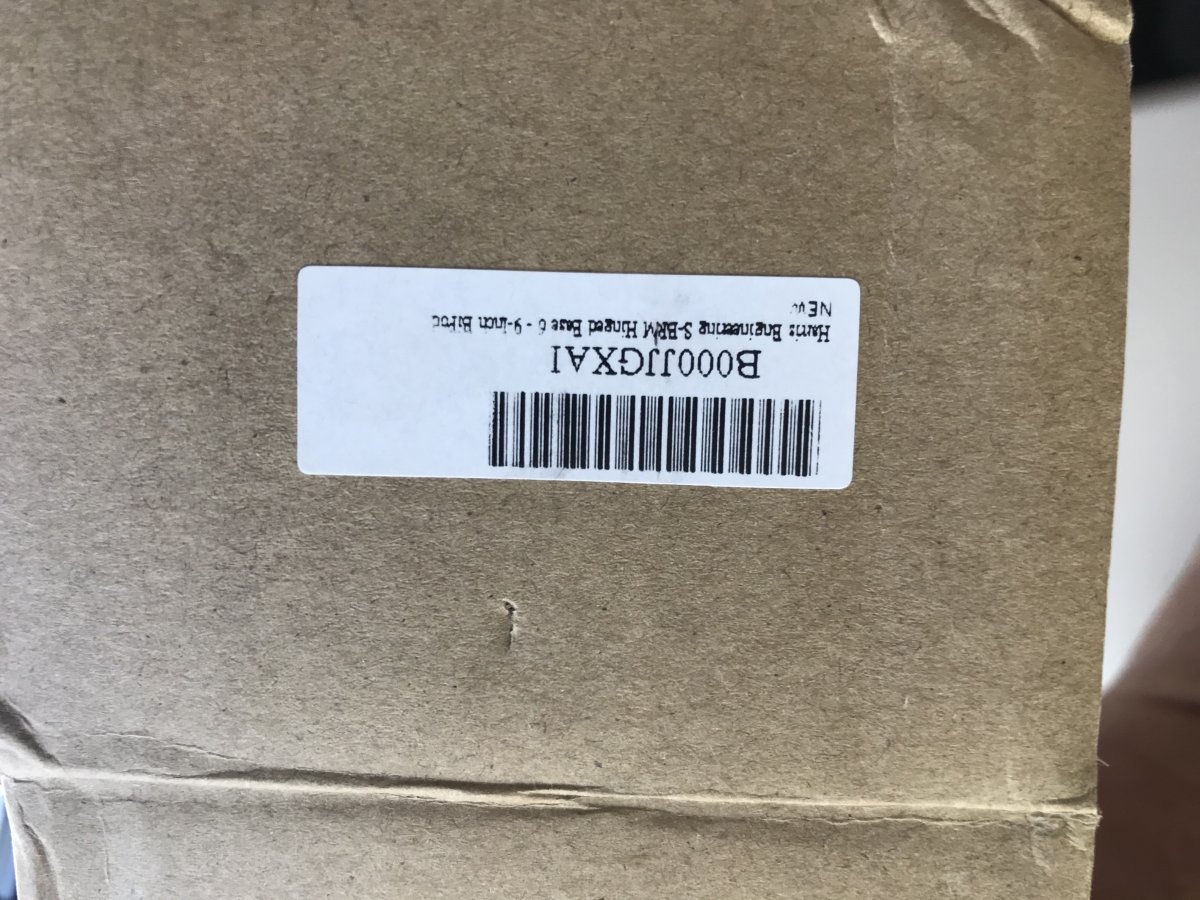 B000JJGXAI
Harris Engineering S-BRM Hinged Base 6 - 9-inch BiPod
NEW